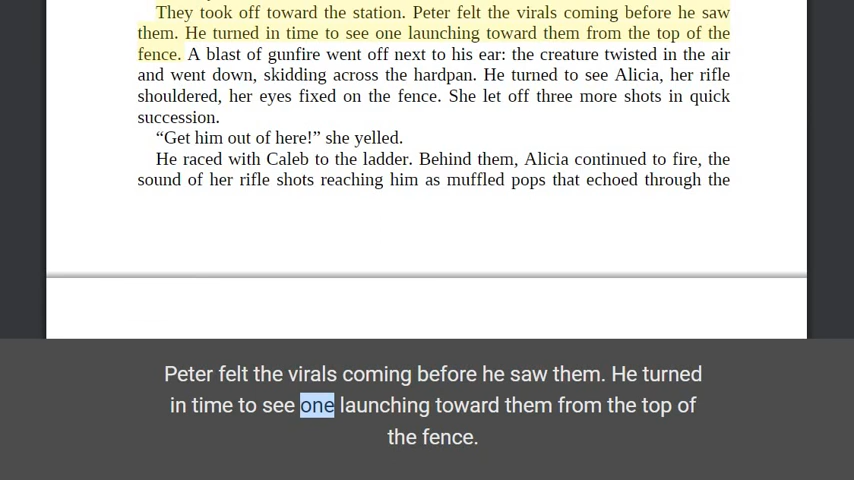 They took off toward the station. Peter felt the virals coming before he saw
them. He turned in time to see one launching toward them from the top of the
fence. A blast of gunfire went off next to his ear: the creature twisted in the air
and went down, skidding across the hardpan. He turned to see Alicia, her rifle
shouldered, her eyes fixed on the fence. She let off three more shots in quick
succession.
“Get him out of here!” she yelled.
He raced with Caleb to the ladder. Behind them, Alicia continued to fire, the
sound of her rifle shots reaching him as muffled pops that echoed through the
Peter felt the virals coming before he saw them. He turned
in time to see one launching toward them from the top of
the fence.